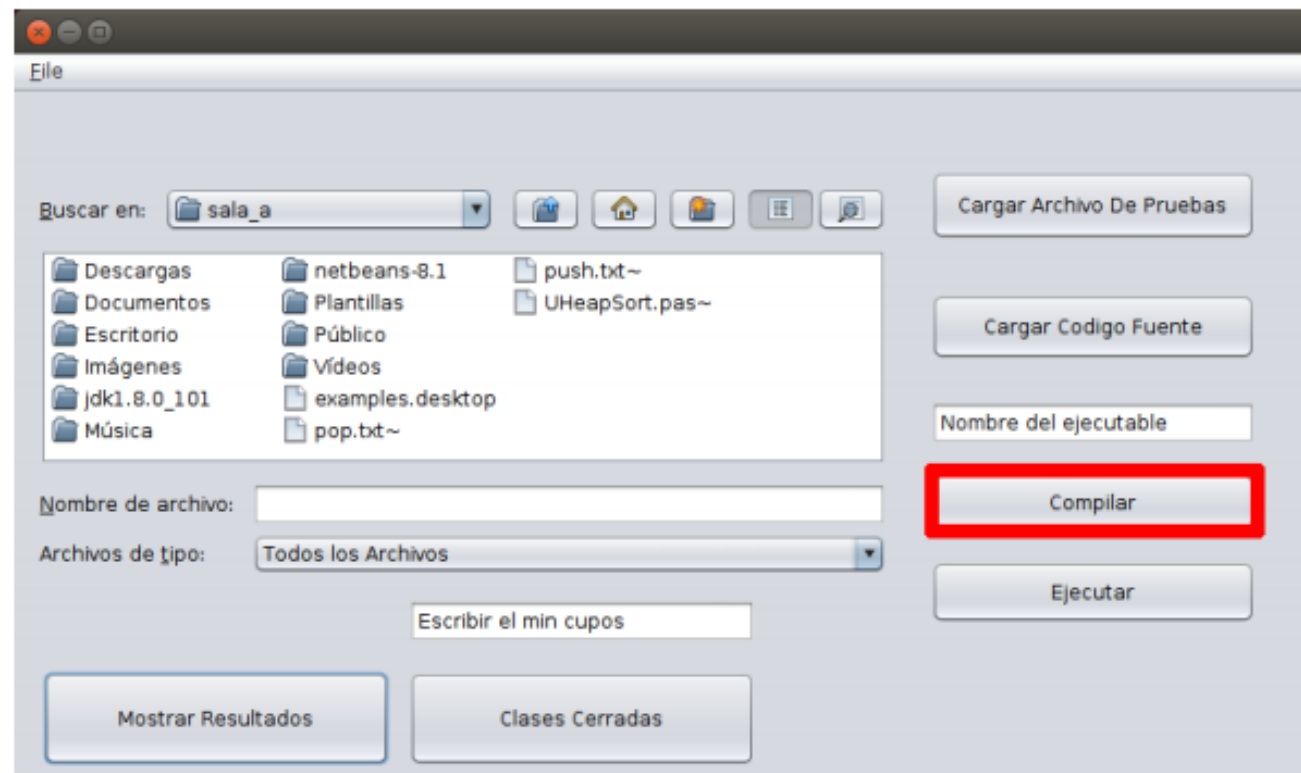 File
Buscar en:
sala_a
Cargar Archivo De Pruebas
Descargas
netbeans-8.1
push.txt~
Documentos
Plantillas
UHeapSort.pas~
Escritorio
Público
Cargar Codigo Fuente
Imágenes
Vídeos
jdk1.8.0_101
examples.desktop
Música
pop.txt~
Nombre del ejecutable
Nombre de archivo:
Compilar
Archivos de tipo:
Todos los Archivos
Ejecutar
Escribir el min cupos
Mostrar Resultados
Clases Cerradas